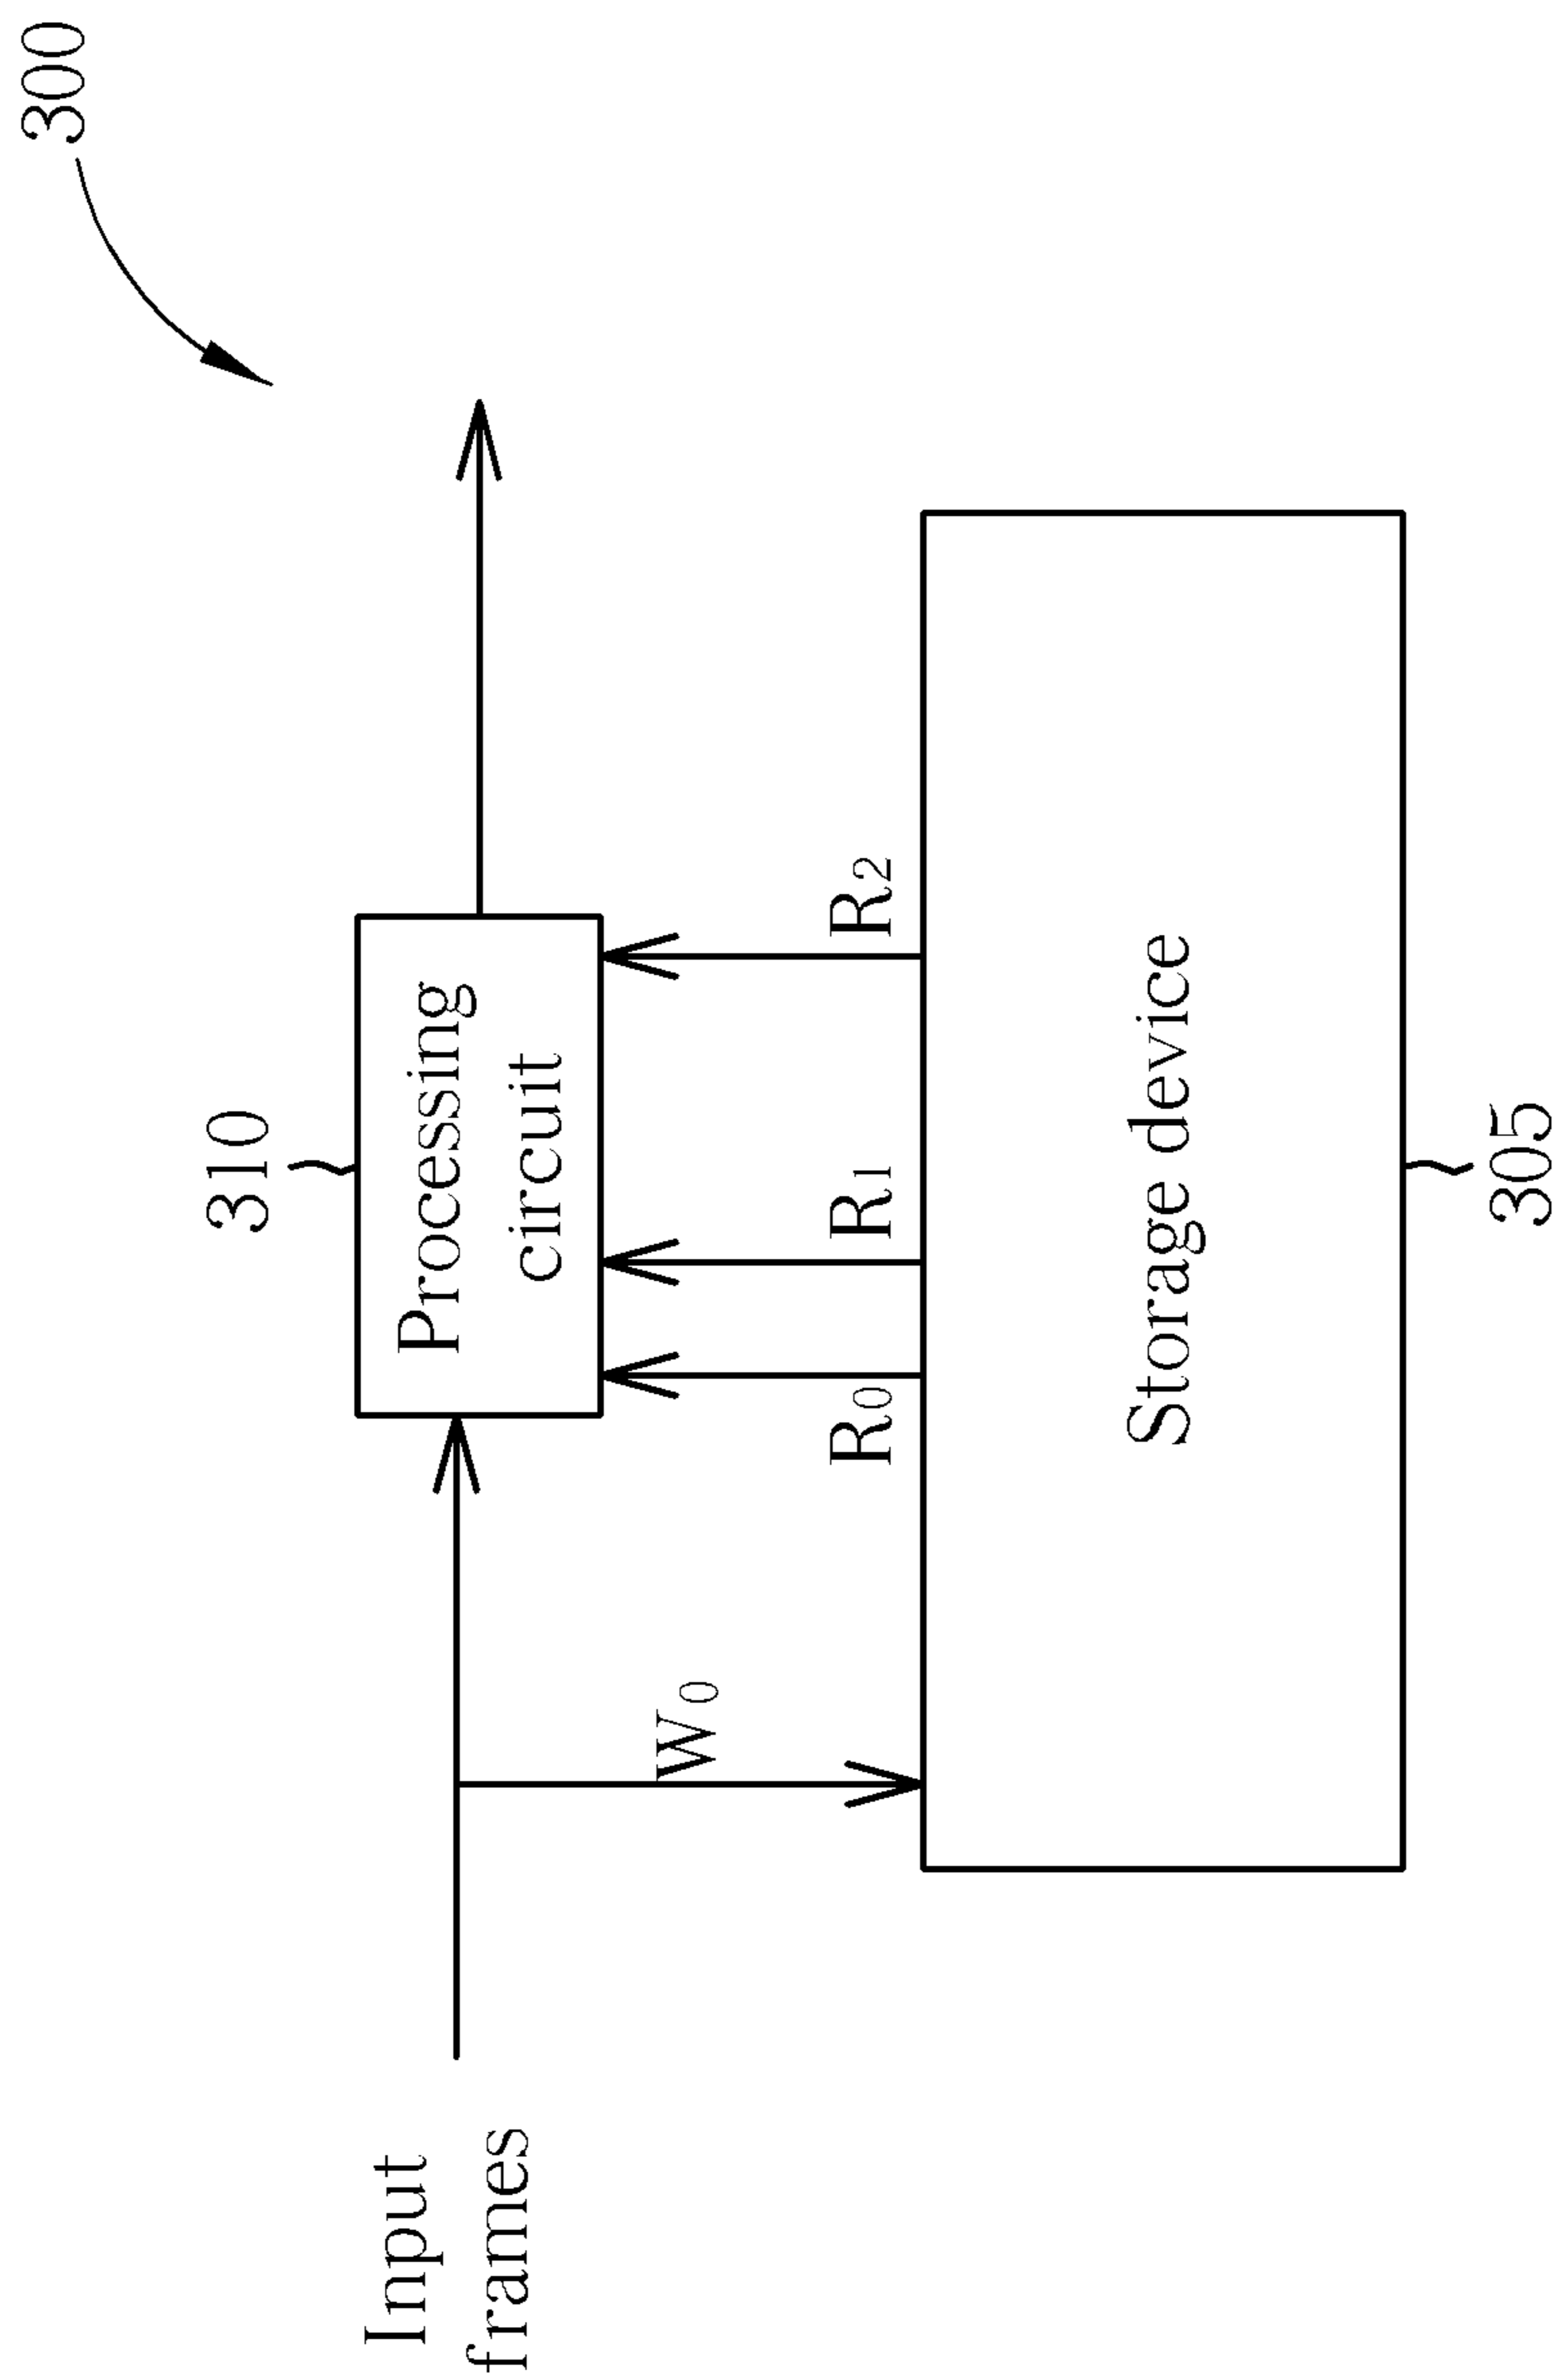 300
310
Processing
circuit
Input
frames
W0
R0
R1
R2
Storage device
305